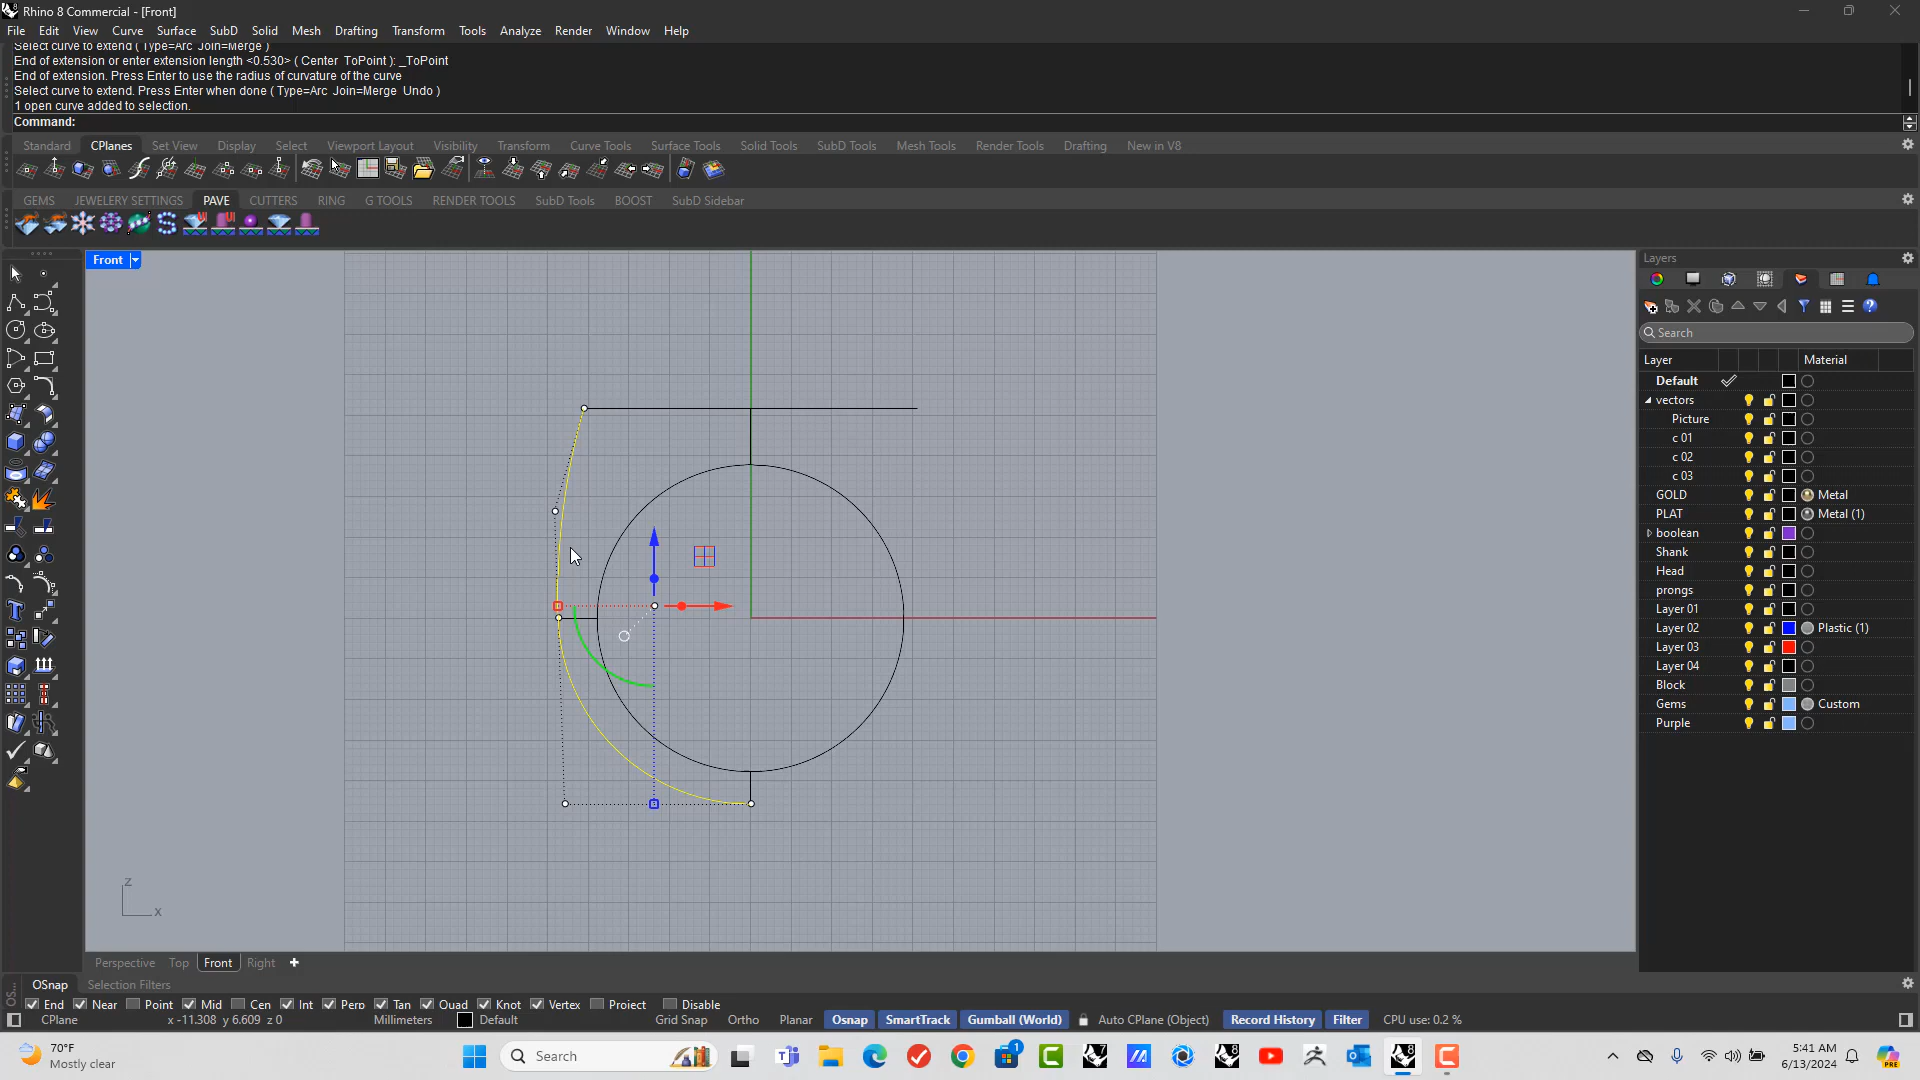 Rhino 8 Commercial - [Front]
File Edit View Curve Surface SubD Solid Mesh Drafting Transform Tools Analyze Render Window Help
Select curve to extend ( Type=Arc Join=Merge )
End of extension or enter extension length <0.530> ( Center ToPoint ): _ToPoint
End of extension. Press Enter to use the radius of curvature of the curve
Select curve to extend. Press Enter when done ( Type=Arc Join=Merge Undo )
1 open curve added to selection.
Command:
Standard CPlanes Set View Display Select Viewport Layout Visibility Transform Curve Tools Surface Tools Solid Tools SubD Tools Mesh Tools Render Tools Drafting New in V8
GEMS JEWELERY SETTINGS PAVE CUTTERS RING G TOOLS RENDER TOOLS SubD Tools BOOST SubD Sidebar
Front
Layers
Search
Layer Material
Default
vectors
Picture
c 01
c 02
c 03
GOLD Metal
PLAT Metal (1)
boolean
Shank
Head
prongs
Layer 01
Layer 02 Plastic (1)
Layer 03
Layer 04
Block
Gems Custom
Purple
z
x
Perspective Top Front Right
OSnap Selection Filters
End Near Point Mid Cen Int Perp Tan Quad Knot Vertex Project Disable
CPlane x -11.308 y 6.609 z 0 Millimeters Default Grid Snap Ortho Planar Osnap SmartTrack Gumball (World) Auto CPlane (Object) Record History Filter CPU use: 0.2 %
70°F
Mostly clear
Search
1
5:41 AM
6/13/2024